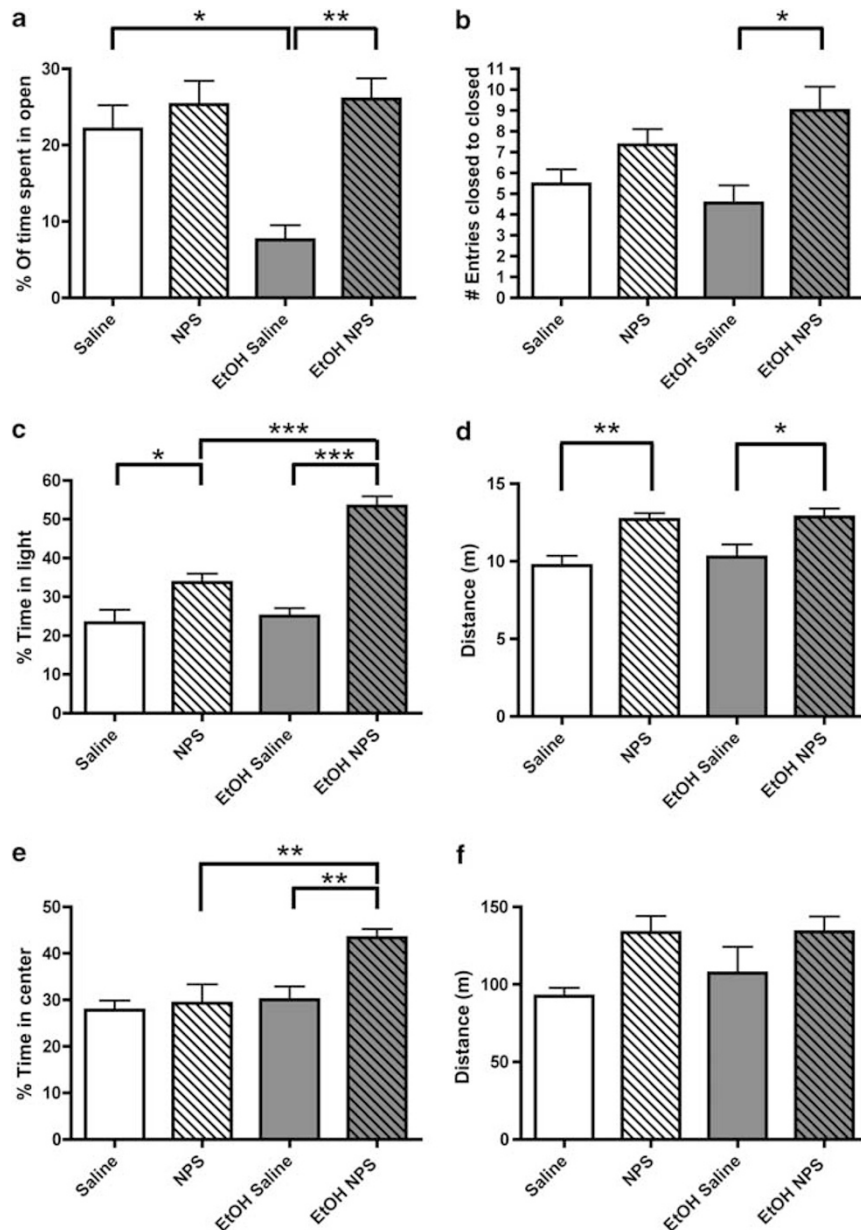 a
* **
% Of time spent in open
30
20
10
0
Saline
NPS
EtOH Saline
EtOH NPS
b
*
# Entries closed to closed
11
10
9
8
7
6
5
4
3
2
1
0
Saline
NPS
EtOH Saline
EtOH NPS
c
***
* ***
% Time in light
60
50
40
30
20
10
0
Saline
NPS
EtOH Saline
EtOH NPS
d
** *
Distance (m)
15
10
5
0
Saline
NPS
EtOH Saline
EtOH NPS
e
**
**
% Time in center
50
40
30
20
10
0
Saline
NPS
EtOH Saline
EtOH NPS
f
Distance (m)
150
100
50
0
Saline
NPS
EtOH Saline
EtOH NPS